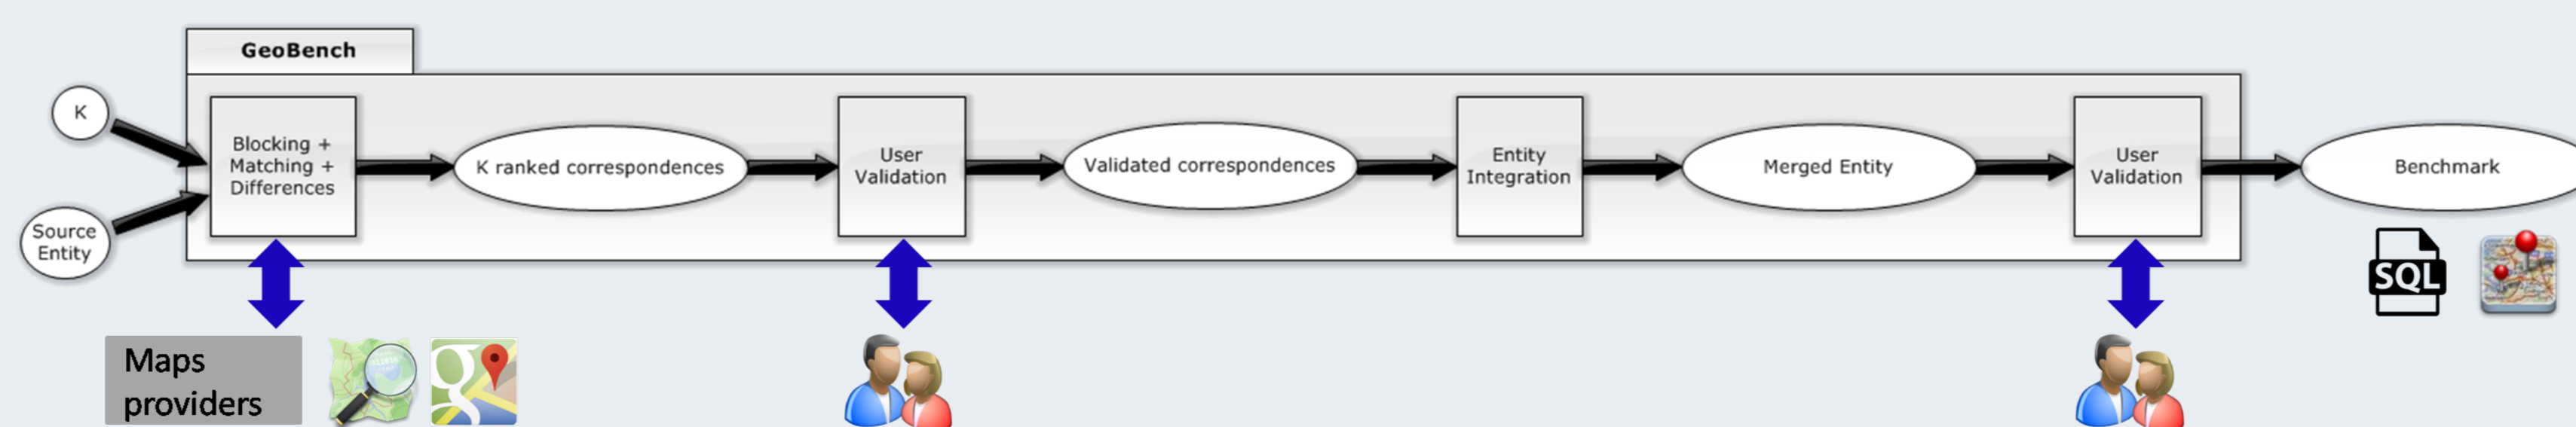 GeoBench
K
Source
Entity
Blocking +
Matching +
Differences
K ranked correspondences
User
Validation
Validated correspondences
Entity
Integration
Merged Entity
User
Validation
Benchmark
SQL
Maps
providers
g